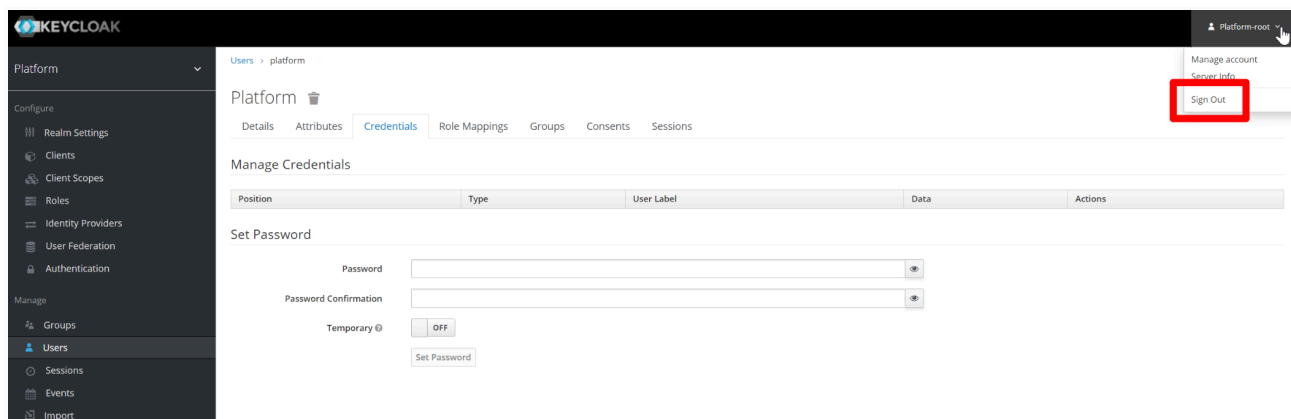 KEYCLOAK
Platform-root
Platform
Users > platform
Manage account
Server Info
Sign Out
Platform
Configure
Details Attributes Credentials Role Mappings Groups Consents Sessions
Realm Settings
Clients
Client Scopes
Roles
Identity Providers
User Federation
Authentication
Manage
Groups
Users
Sessions
Events
Import
Manage Credentials
Position Type User Label Data Actions
Set Password
Password
Password Confirmation
Temporary OFF
Set Password